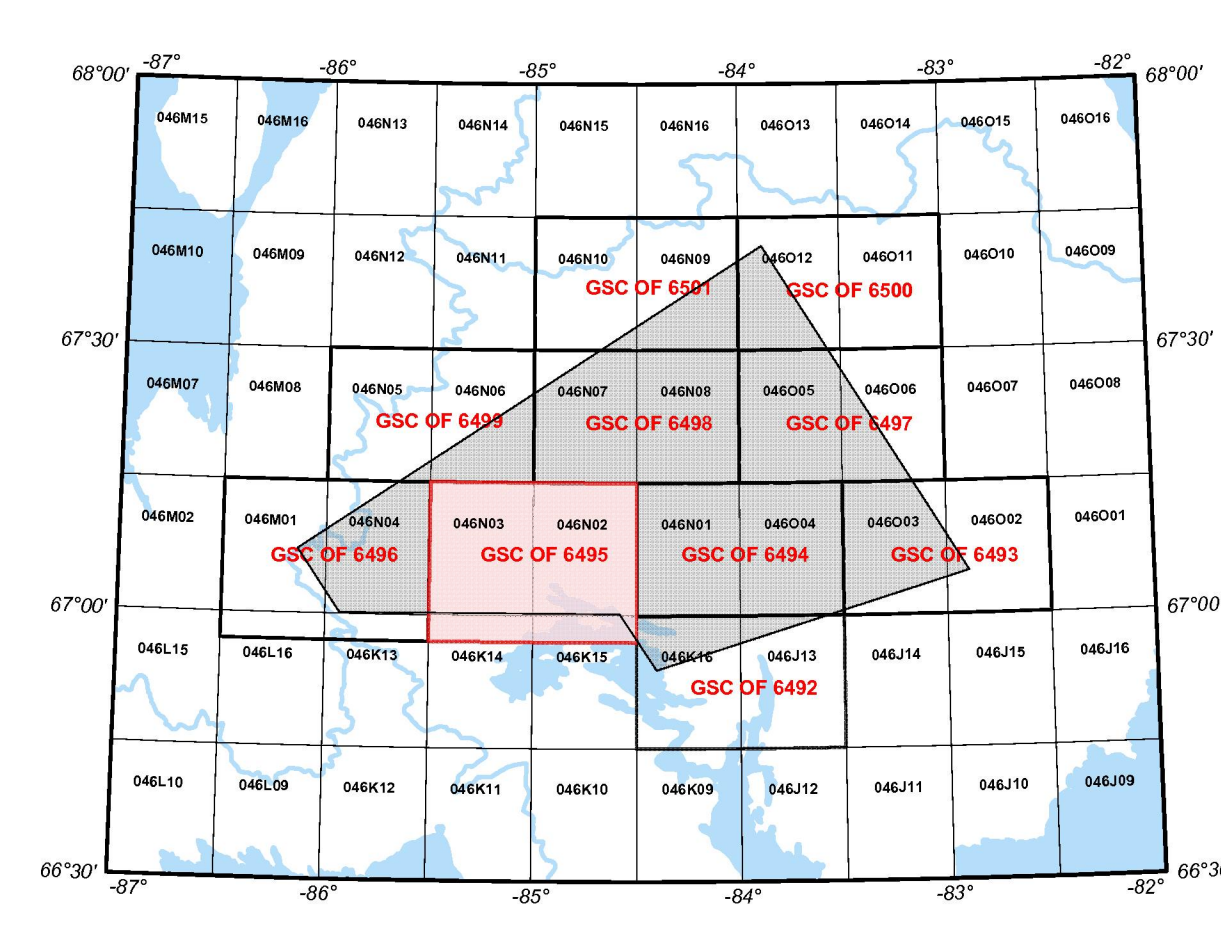 -87° -86° -85° -84° -83° -82°
68°00' 68°00'
046M15 046M16 046N13 046N14 046N15 046N16 046O13 046O14 046O15 046O16
046M10 046M09 046N12 046N11 046N10 046N09 046O12 046O11 046O10 046O09
GSC OF 6501 GSC OF 6500
67°30' 67°30'
046M07 046M08 046N05 046N06 046N07 046N08 046O05 046O06 046O07 046O08
GSC OF 6499 GSC OF 6498 GSC OF 6497
046M02 046M01 046N04 046N03 046N02 046N01 046O04 046O03 046O02 046O01
GSC OF 6496 GSC OF 6495 GSC OF 6494 GSC OF 6493
67°00' 67°00
046L15 046L16 046K13 046K14 046K15 046K16 046J13 046J14 046J15 046J16
GSC OF 6492
046L10 046L09 046K12 046K11 046K10 046K09 046J12 046J11 046J10 046J09
66°30' 66°3
-87° -86° -85° -84° -83° -82°